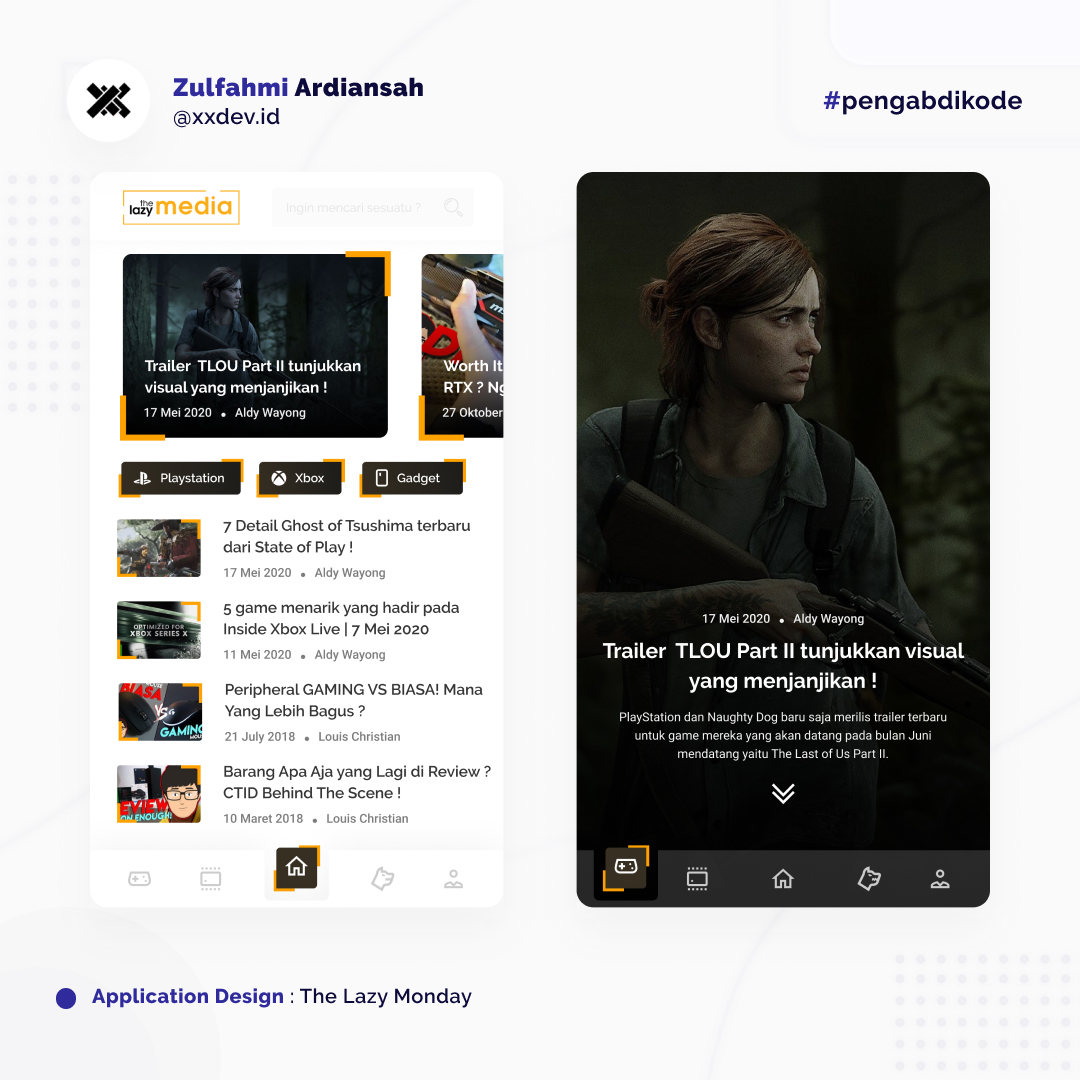 Zulfahmi Ardiansah
@xxdev.id
#pengabdikode
the
lazy media
Ingin mencari sesuatu ?
Trailer TLOU Part II tunjukkan
visual yang menjanjikan !
17 Mei 2020 • Aldy Wayong
Worth It
RTX ? Ng
27 Oktober
Playstation
Xbox
Gadget
7 Detail Ghost of Tsushima terbaru
dari State of Play !
17 Mei 2020 • Aldy Wayong
OPTIMIZED FOR
XBOX SERIES X
5 game menarik yang hadir pada
Inside Xbox Live | 7 Mei 2020
11 Mei 2020 • Aldy Wayong
BIASA
VS
GAMING
Peripheral GAMING VS BIASA! Mana
Yang Lebih Bagus ?
21 July 2018 • Louis Christian
EVIEW
ON ENOUGH!
Barang Apa Aja yang Lagi di Review ?
CTID Behind The Scene !
10 Maret 2018 • Louis Christian
17 Mei 2020 • Aldy Wayong
Trailer TLOU Part II tunjukkan visual
yang menjanjikan !
PlayStation dan Naughty Dog baru saja merilis trailer terbaru
untuk game mereka yang akan datang pada bulan Juni
mendatang yaitu The Last of Us Part II.
Application Design : The Lazy Monday